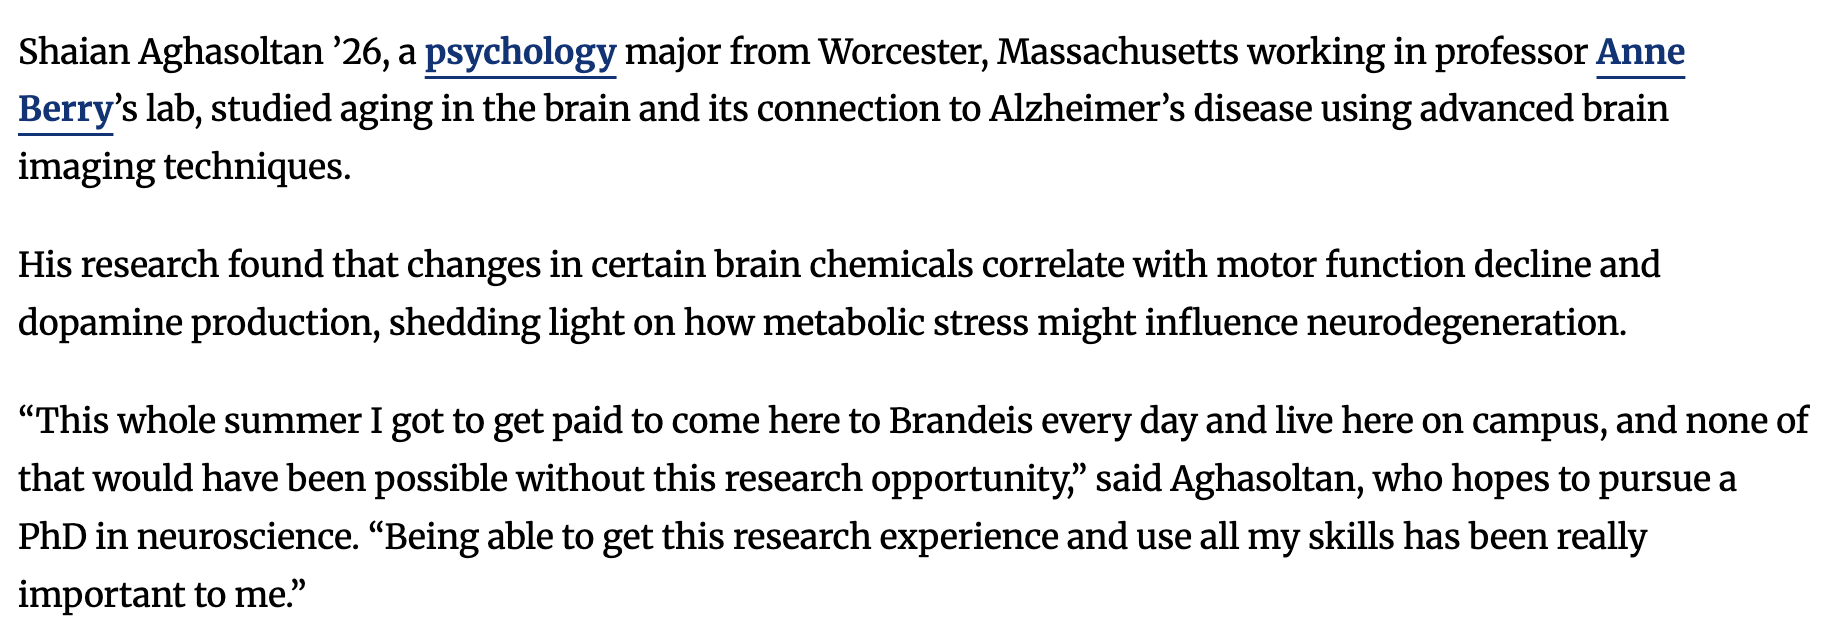 Shaian Aghasoltan ’26, a psychology major from Worcester, Massachusetts working in professor Anne
Berry’s lab, studied aging in the brain and its connection to Alzheimer’s disease using advanced brain
imaging techniques.
His research found that changes in certain brain chemicals correlate with motor function decline and
dopamine production, shedding light on how metabolic stress might influence neurodegeneration.
“This whole summer I got to get paid to come here to Brandeis every day and live here on campus, and none of
that would have been possible without this research opportunity,” said Aghasoltan, who hopes to pursue a
PhD in neuroscience. “Being able to get this research experience and use all my skills has been really
important to me.”